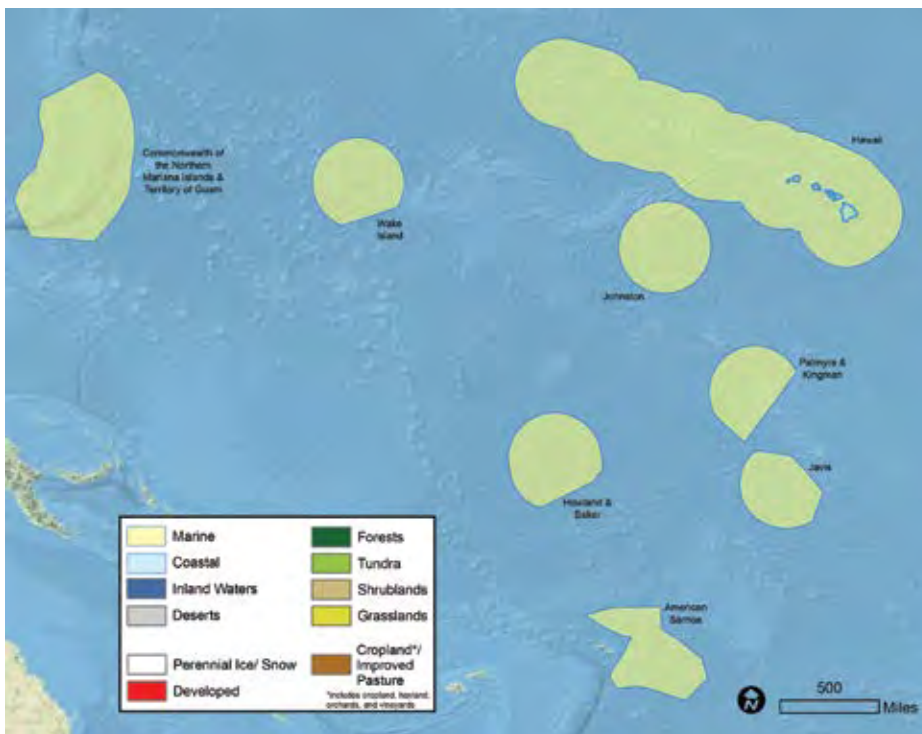 Hawaii
Commonwealth of
the Northern
Mariana Islands &
Territory of Guam
Wake
Island
Johnston
Palmyra &
Kingman
Javis
Howland &
Baker
American
Samoa
Marine
Coastal
Inland Waters
Deserts
Perennial Ice/ Snow
Developed
Forests
Tundra
Shrublands
Grasslands
Cropland*/
Improved
Pasture
*Includes cropland, hayland,
orchards, and vineyards
N
500
Miles